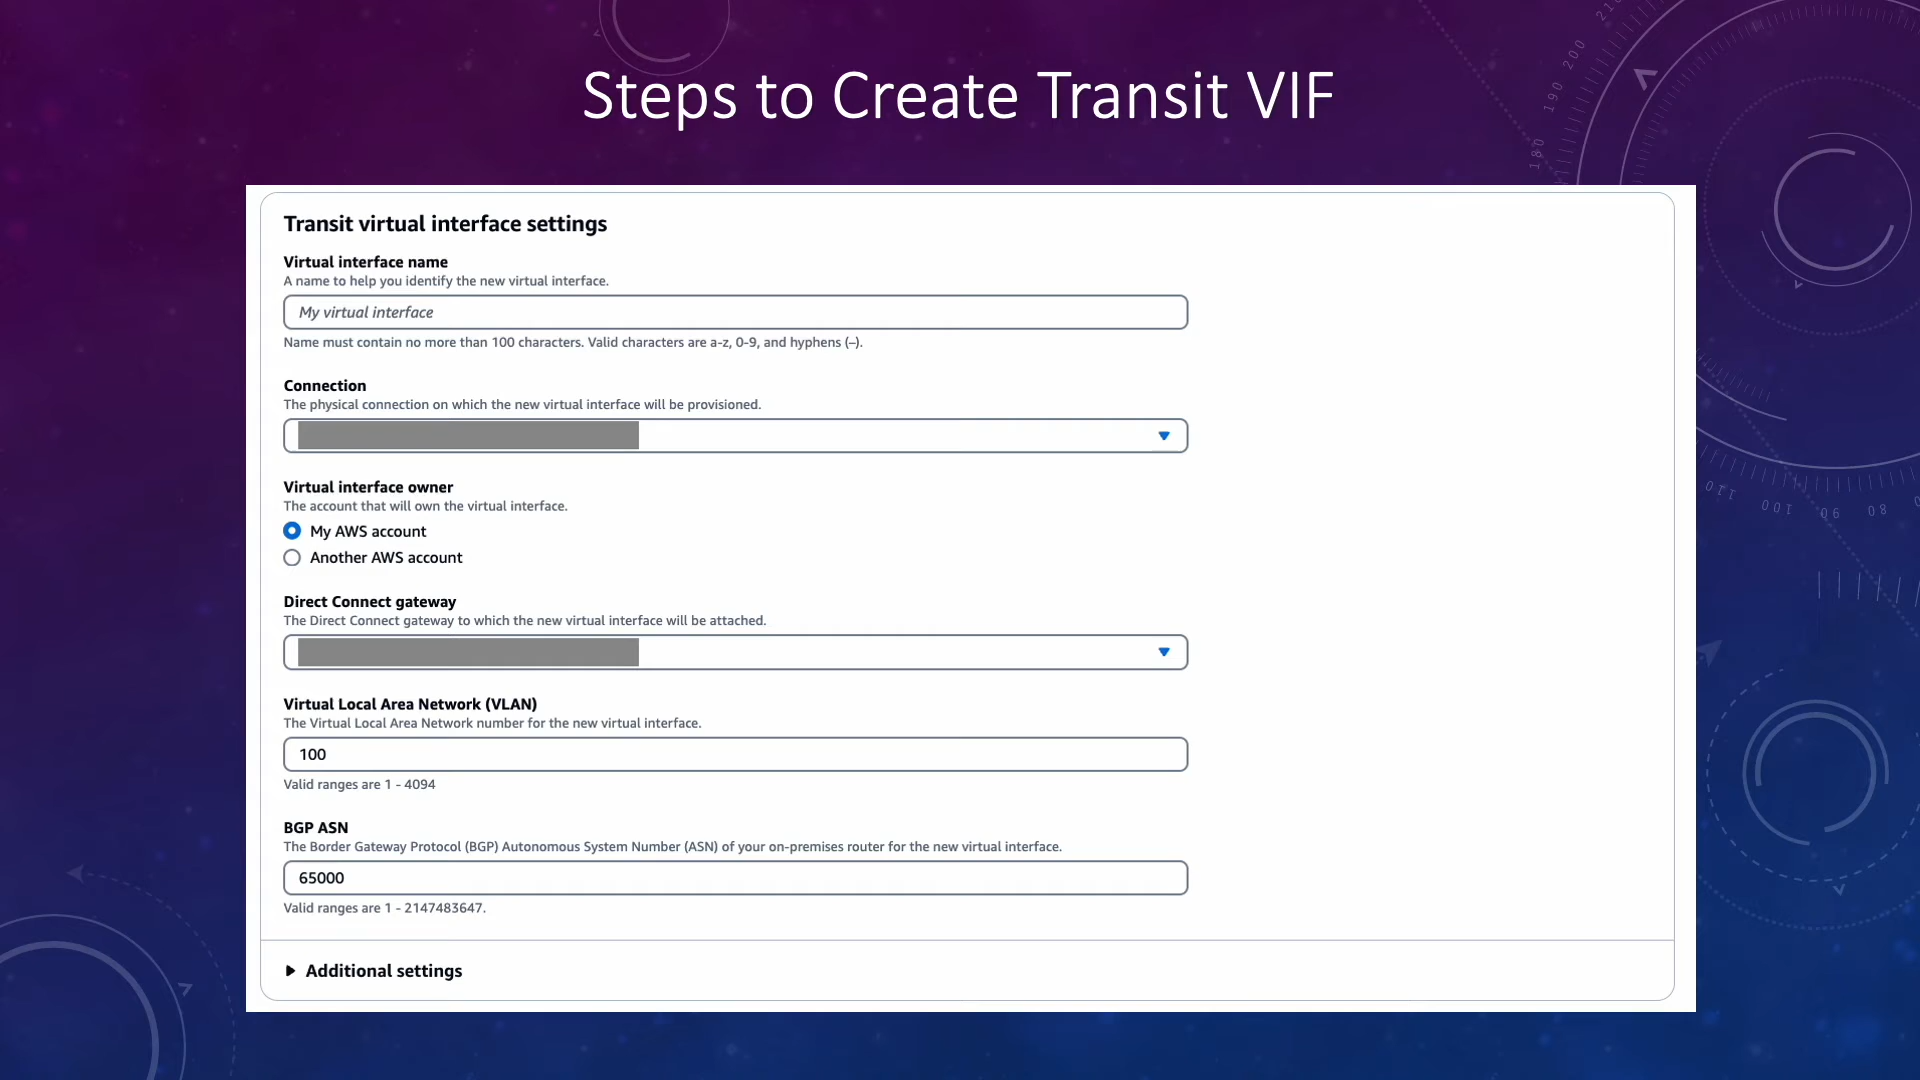 Steps to Create Transit VIF
Transit virtual interface settings
Virtual interface name
A name to help you identify the new virtual interface.
My virtual interface
Name must contain no more than 100 characters. Valid characters are a-z, 0-9, and hyphens (–).
Connection
The physical connection on which the new virtual interface will be provisioned.
Virtual interface owner
The account that will own the virtual interface.
My AWS account
Another AWS account
Direct Connect gateway
The Direct Connect gateway to which the new virtual interface will be attached.
Virtual Local Area Network (VLAN)
The Virtual Local Area Network number for the new virtual interface.
100
Valid ranges are 1 - 4094
BGP ASN
The Border Gateway Protocol (BGP) Autonomous System Number (ASN) of your on-premises router for the new virtual interface.
65000
Valid ranges are 1 - 2147483647.
Additional settings
200
190
180
110
100
90
80